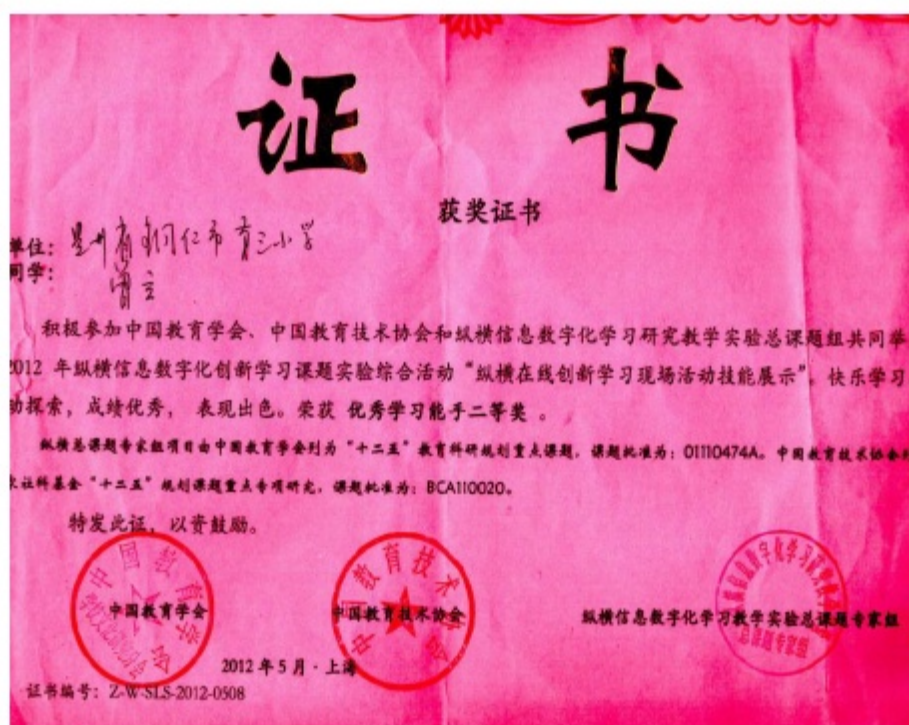 证 书
获奖证书
单位：贵州省铜仁市育三小学
同学：
积极参加中国教育学会、中国教育技术协会和纵横信息数字化学习研究教学实验总课题组共同举
2012 年纵横信息数字化创新学习课题实验综合活动“纵横在线创新学习现场活动技能展示”，快乐学习
动探索，成绩优秀， 表现出色。荣获 优秀学习能手二等奖 。
纵横总课题专家组项目由中国教育学会列为“十二五”教育科研规划重点课题，课题批准为：01110474A。中国教育技术协会
社科基金“十二五”规划课题重点专项研究，课题批准为：BCA110020。
特发此证，以资鼓励。
中国教育学会
中国教育学会 中国教育技术协会 纵横信息数字化学习教学实验总课题专家组
2012 年 5 月 · 上海
证书编号：Z-W-SLS-2012-0508